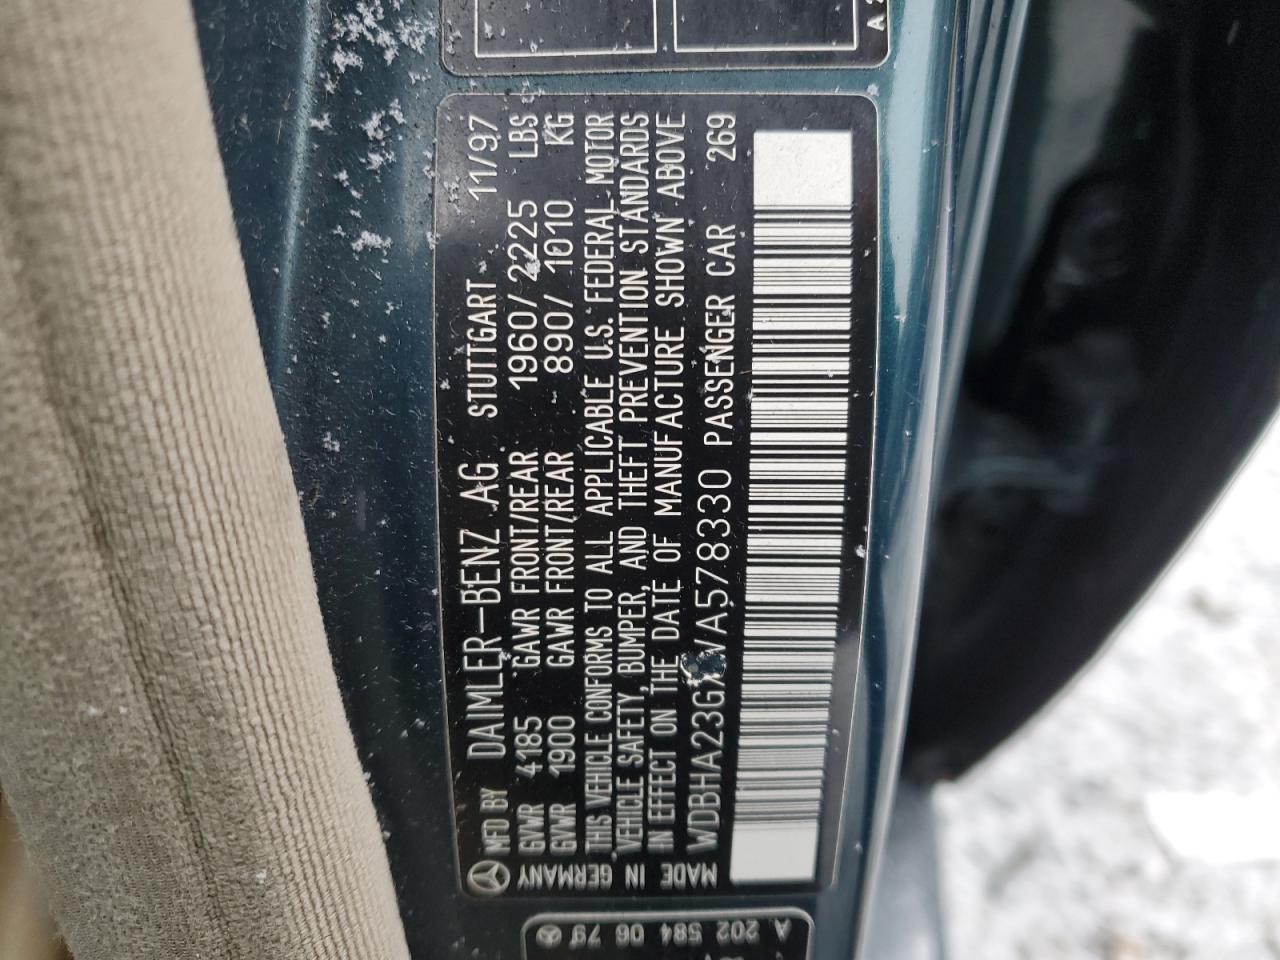 A 2
MFD BY DAIMLER-BENZ AG STUTTGART 11/97
GVWR 4185 GAWR FRONT/REAR 1960/2225 LBS
GVWR 1900 GAWR FRONT/REAR 890/1010 KG
THIS VEHICLE CONFORMS TO ALL APPLICABLE U.S. FEDERAL MOTOR
VEHICLE SAFETY, BUMPER, AND THEFT PREVENTION STANDARDS
IN EFFECT ON THE DATE OF MANUFACTURE SHOWN ABOVE
PASSENGER CAR 269
MADE IN GERMANY
A 202 584 06 79